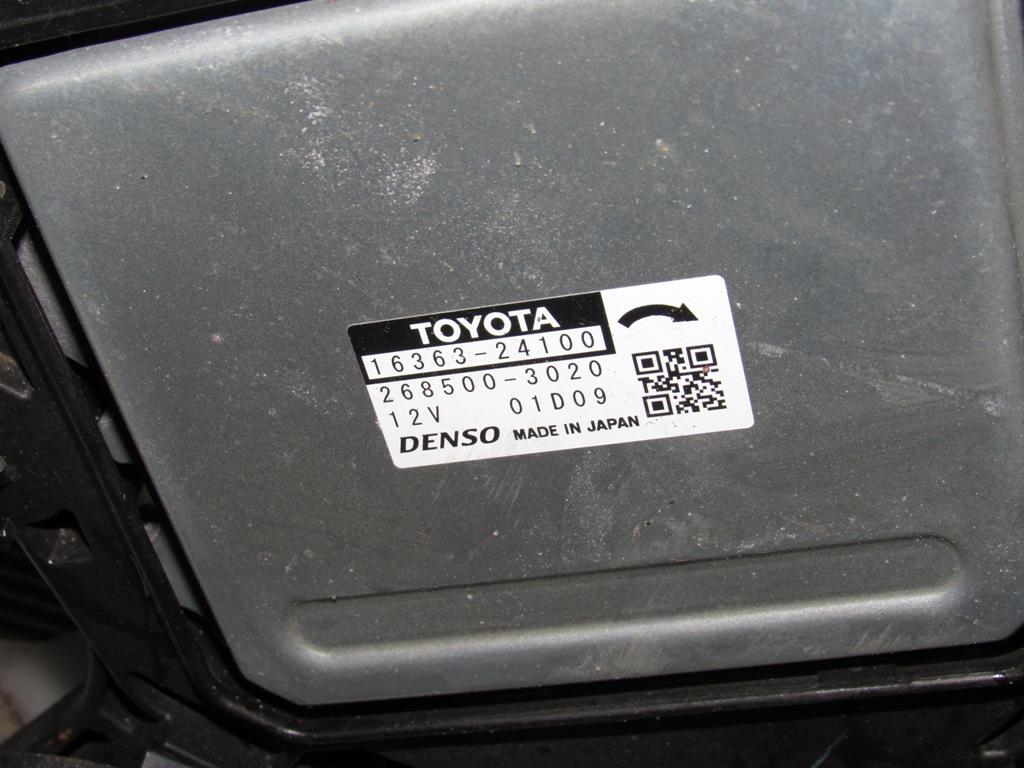 TOYOTA
16363-24100
268500-3020
12V 01D09
DENSO MADE IN JAPAN